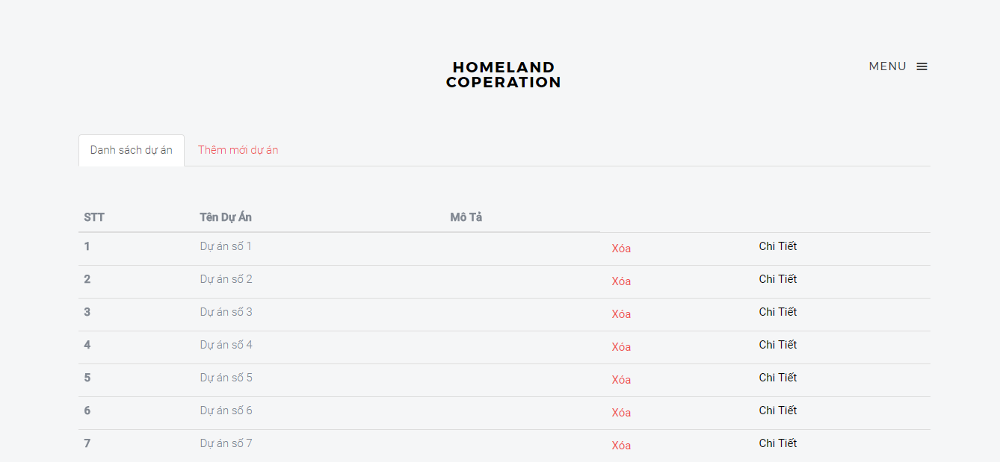 HOMELAND
COPERATION
MENU
Danh sách dự án Thêm mới dự án
STT Tên Dự Án Mô Tả
1 Dự án số 1 Xóa Chi Tiết
2 Dự án số 2 Xóa Chi Tiết
3 Dự án số 3 Xóa Chi Tiết
4 Dự án số 4 Xóa Chi Tiết
5 Dự án số 5 Xóa Chi Tiết
6 Dự án số 6 Xóa Chi Tiết
7 Dự án số 7 Xóa Chi Tiết